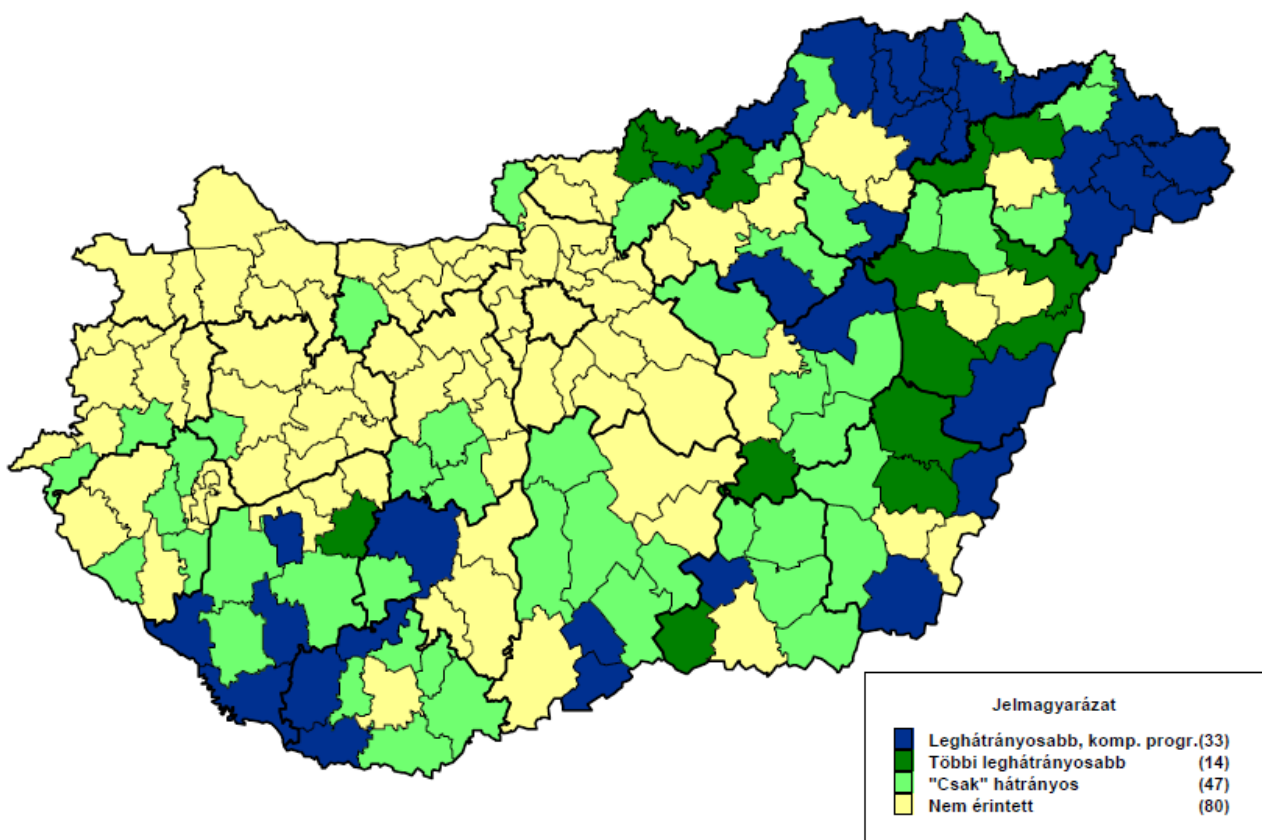 Jelmagyarázat
Leghátrányosabb, komp. progr.(33)
Többi leghátrányosabb (14)
"Csak" hátrányos (47)
Nem érintett (80)